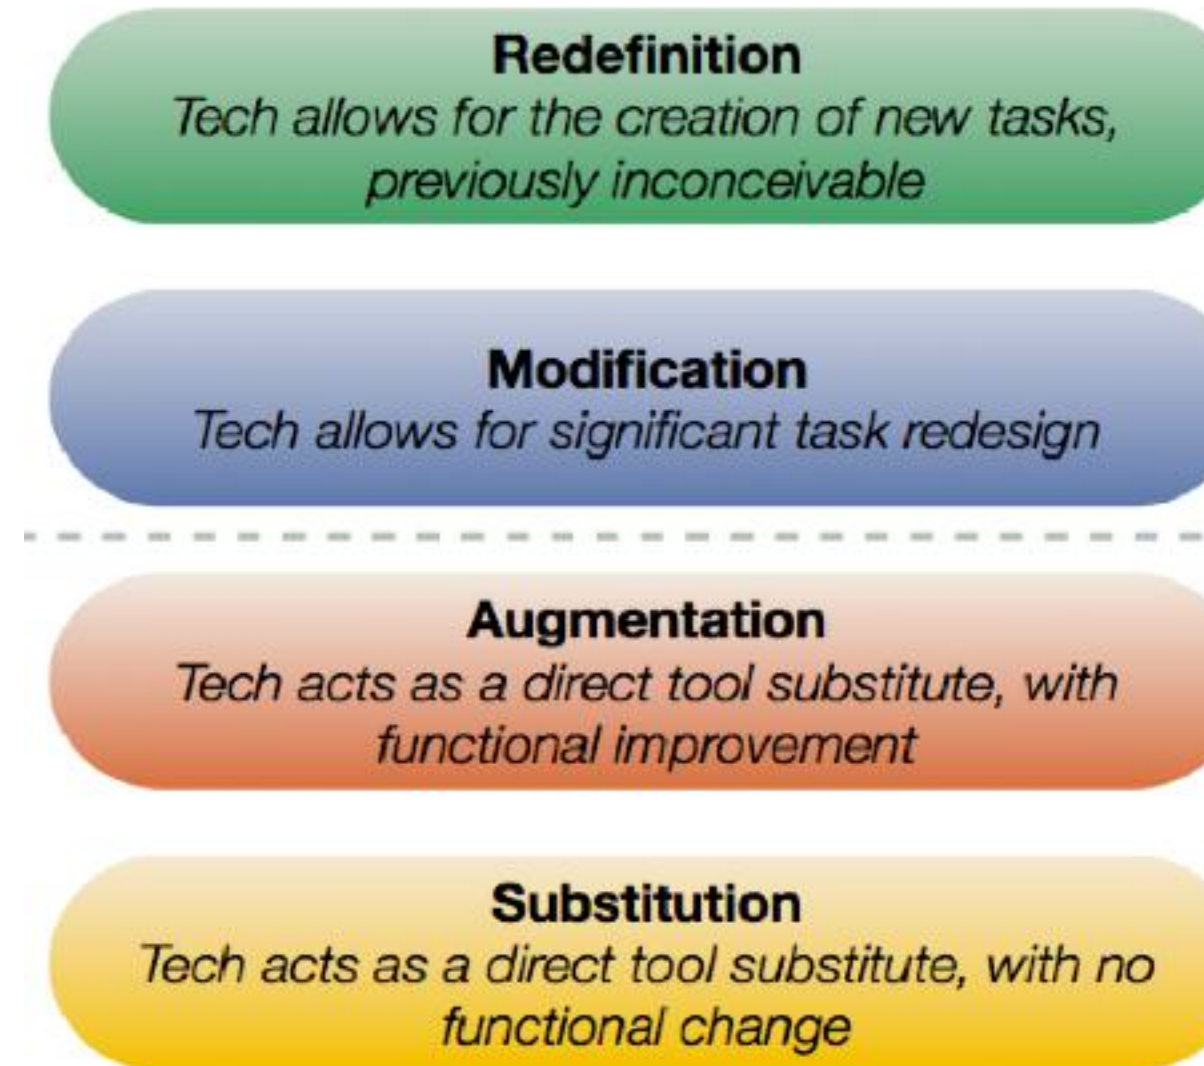 Redefinition
Tech allows for the creation of new tasks,
previously inconceivable
Modification
Tech allows for significant task redesign
Augmentation
Tech acts as a direct tool substitute, with
functional improvement
Substitution
Tech acts as a direct tool substitute, with no
functional change